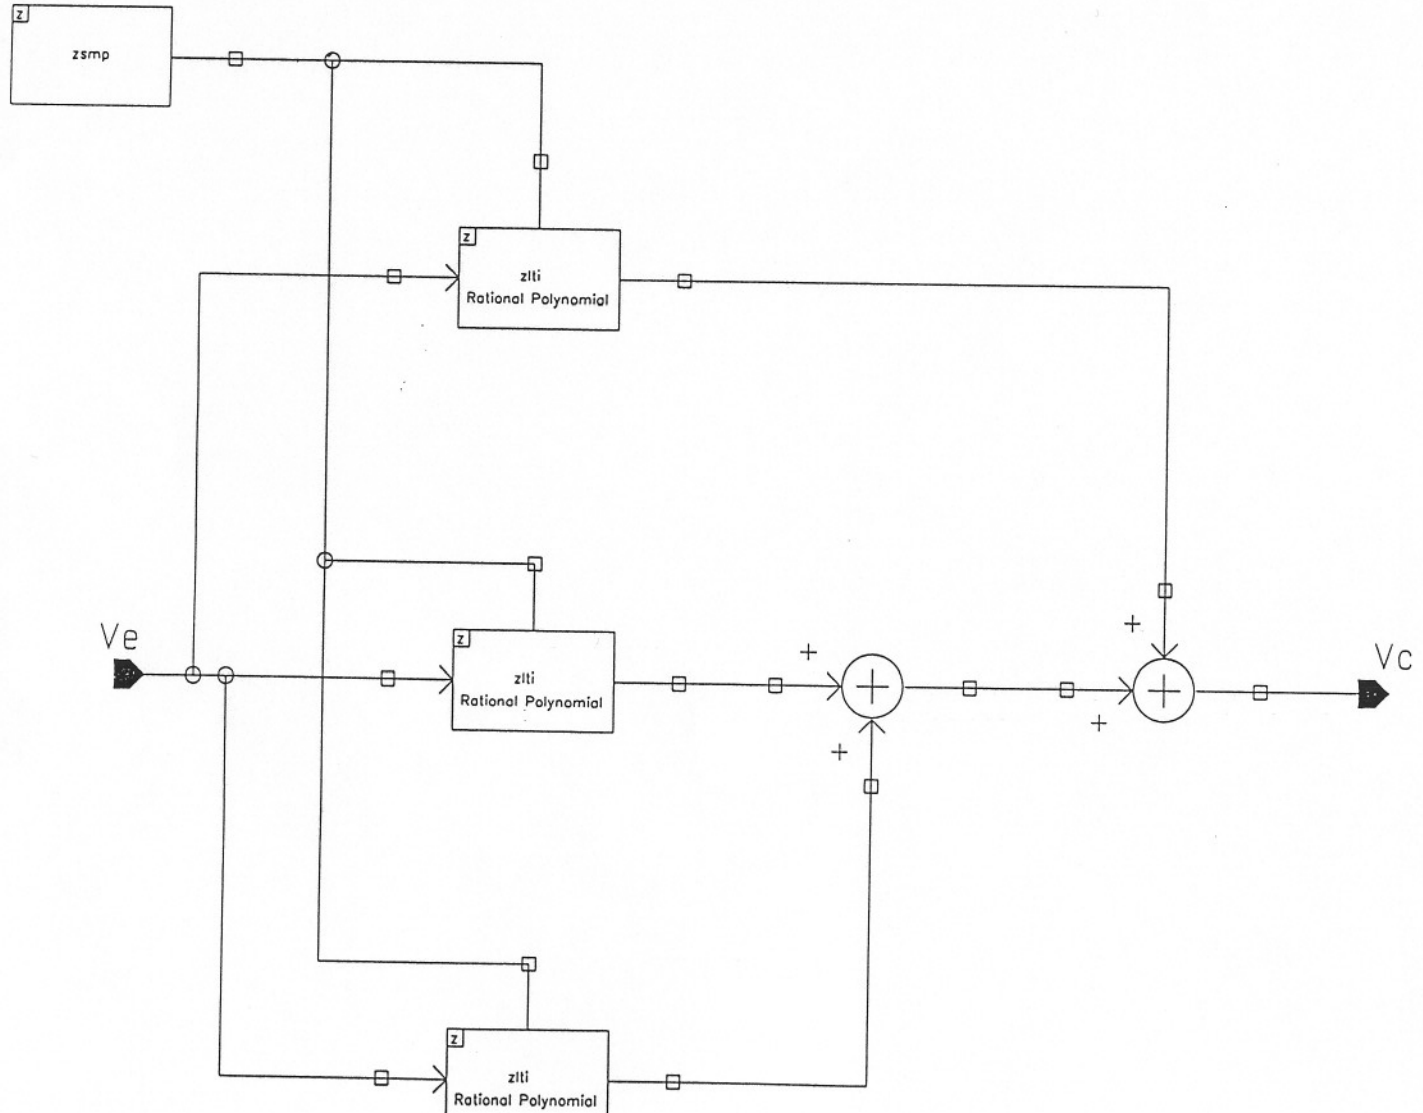 z
zsmp
z
zlti
Rational Polynomial
Ve
z
zlti
Rational Polynomial
+
+
+
+
+
+
Vc
z
zlti
Rational Polynomial